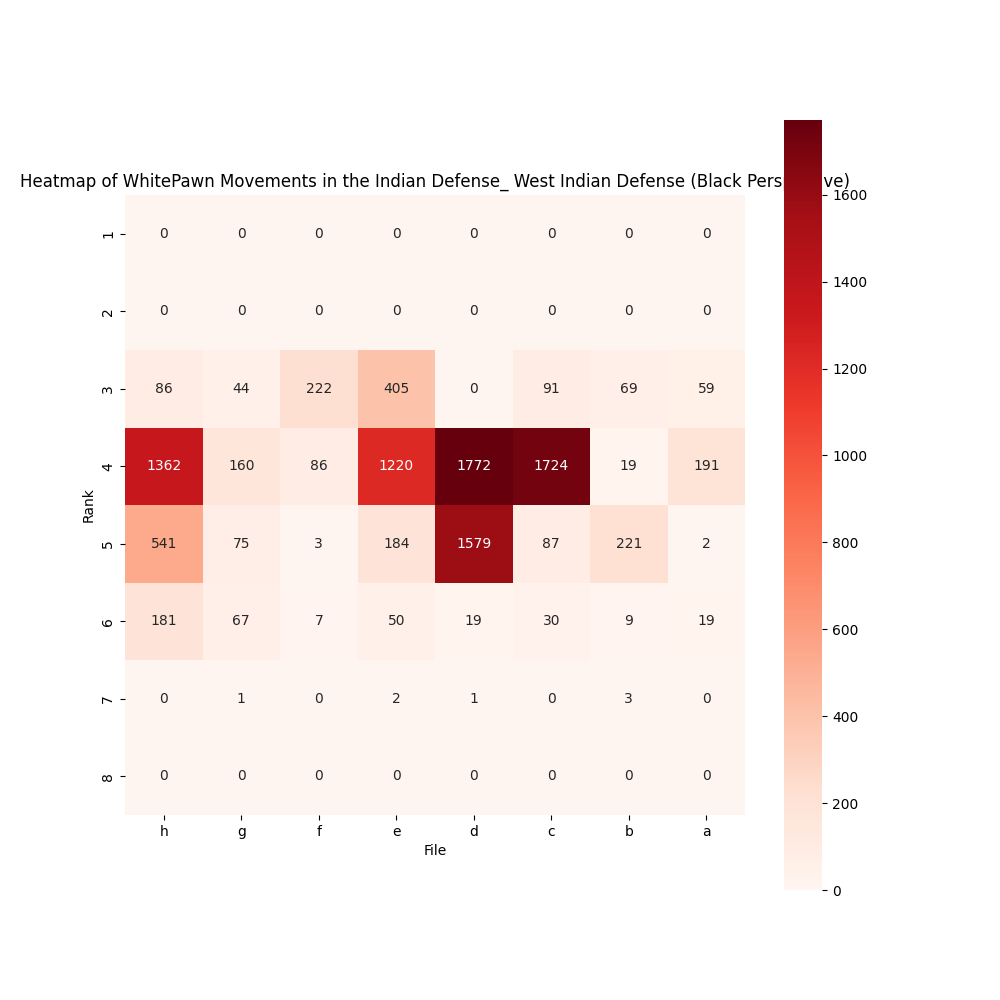 Heatmap of WhitePawn Movements in the Indian Defense_ West Indian Defense (Black Pers ve)
1 0 0 0 0 0 0 0 0
2 0 0 0 0 0 0 0 0
3 86 44 222 405 0 91 69 59
4 1362 160 86 1220 1772 1724 19 191
Rank
5 541 75 3 184 1579 87 221 2
6 181 67 7 50 19 30 9 19
7 0 1 0 2 1 0 3 0
8 0 0 0 0 0 0 0 0
h g f e d c b a
File
1600
1400
1200
1000
800
600
400
200
0